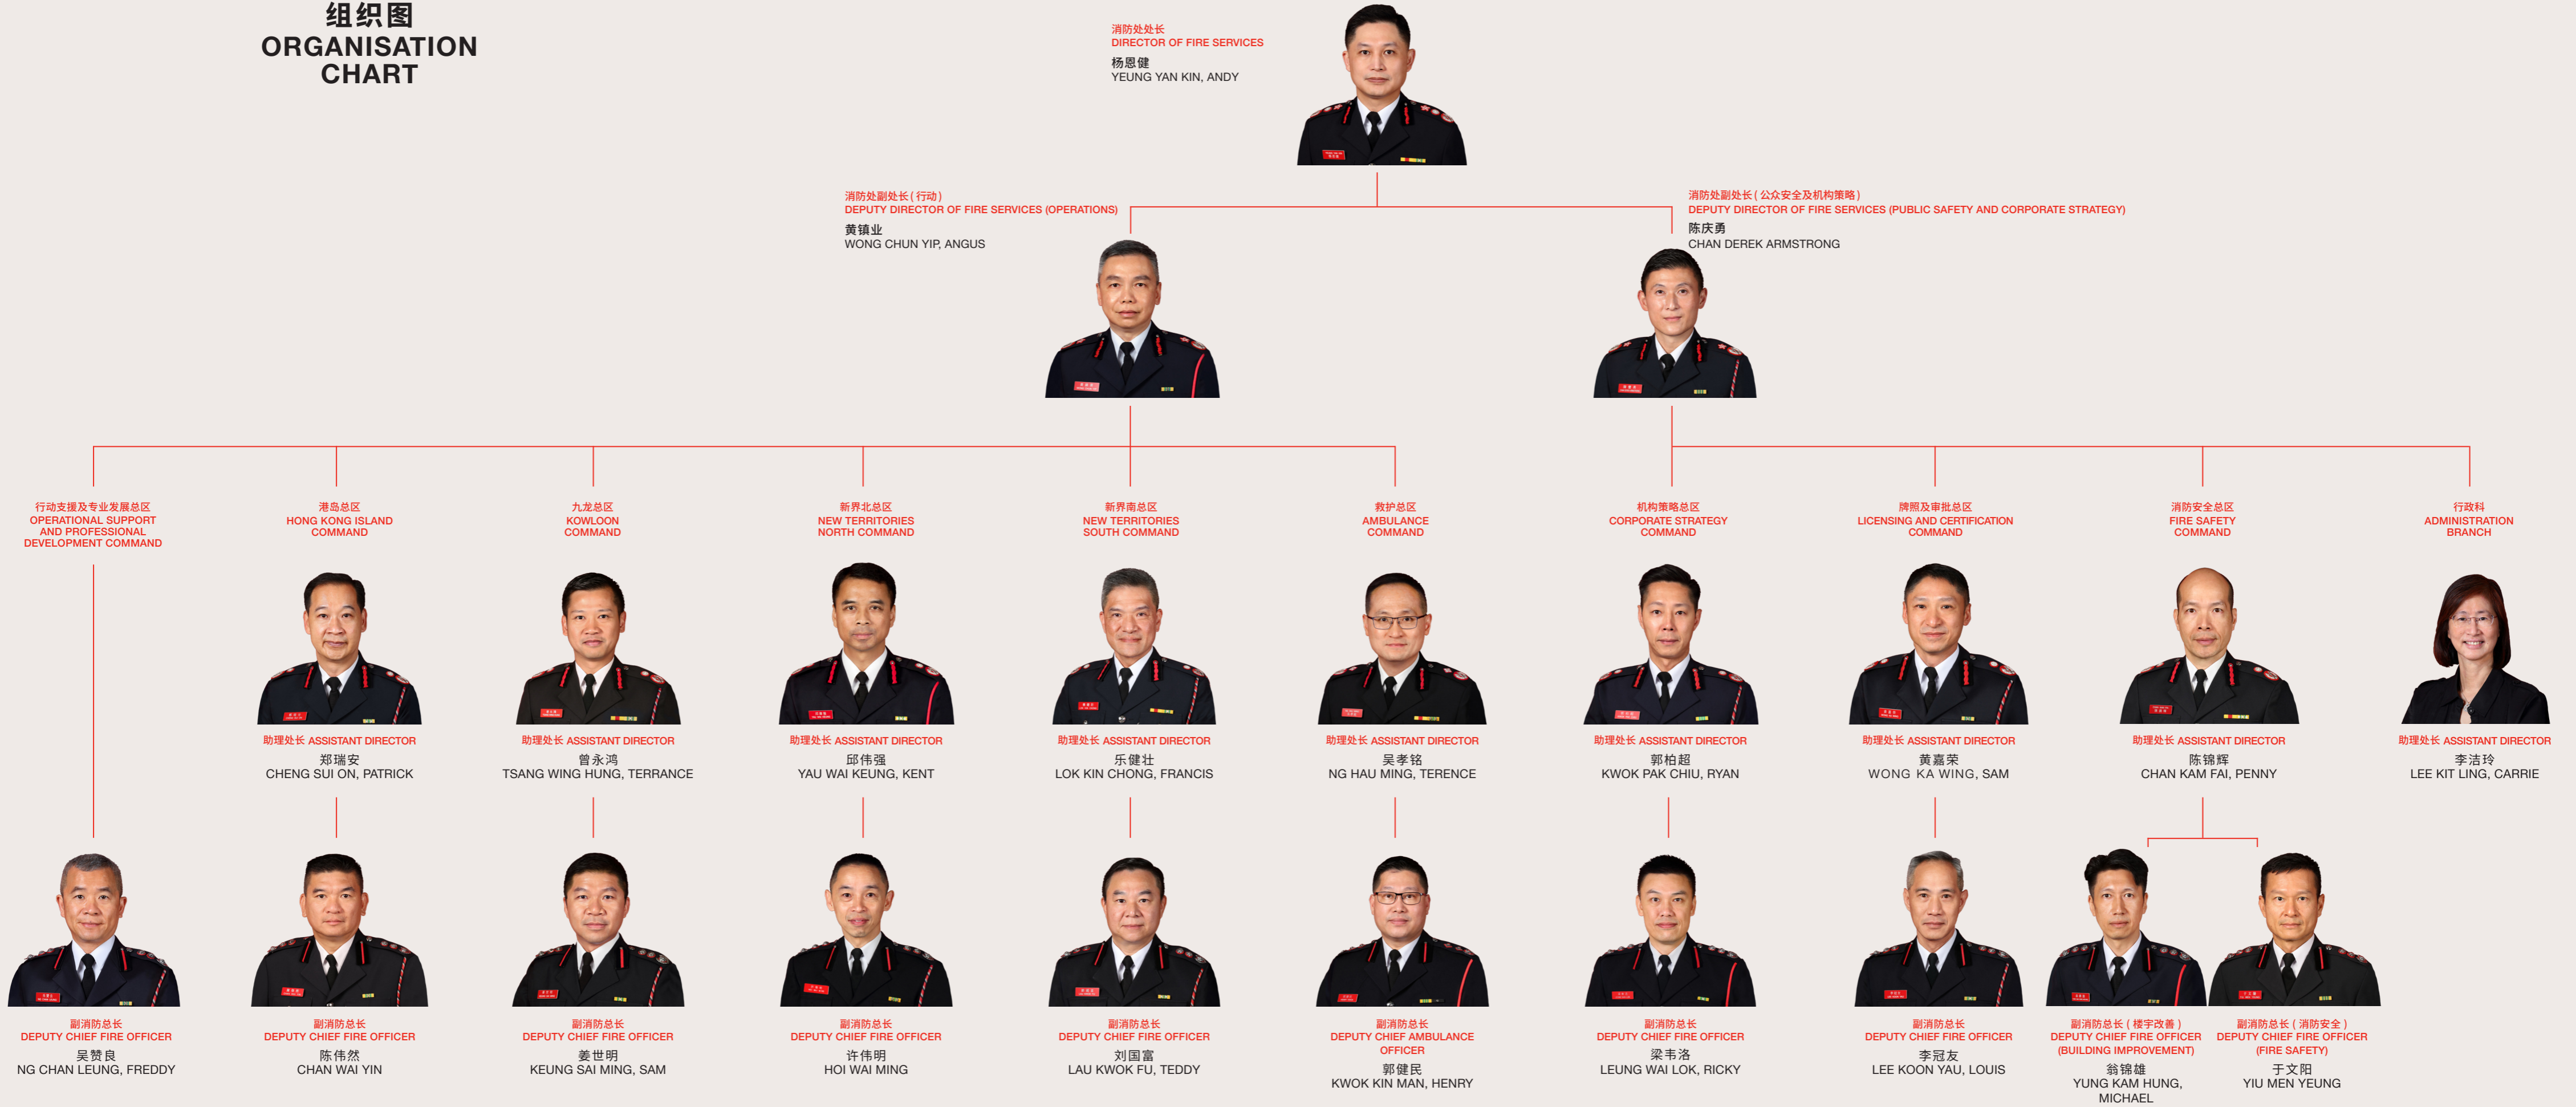 组织图
ORGANISATION
CHART
消防处处长
DIRECTOR OF FIRE SERVICES
杨恩健
YEUNG YAN KIN, ANDY
消防处副处长 ( 行动 )
DEPUTY DIRECTOR OF FIRE SERVICES (OPERATIONS)
黄镇业
WONG CHUN YIP, ANGUS
消防处副处长 ( 公众安全及机构策略 )
DEPUTY DIRECTOR OF FIRE SERVICES (PUBLIC SAFETY AND CORPORATE STRATEGY)
陈庆勇
CHAN DEREK ARMSTRONG
行动支援及专业发展总区
OPERATIONAL SUPPORT
AND PROFESSIONAL
DEVELOPMENT COMMAND
港岛总区
HONG KONG ISLAND
COMMAND
九龙总区
KOWLOON
COMMAND
新界北总区
NEW TERRITORIES
NORTH COMMAND
新界南总区
NEW TERRITORIES
SOUTH COMMAND
救护总区
AMBULANCE
COMMAND
机构策略总区
CORPORATE STRATEGY
COMMAND
牌照及审批总区
LICENSING AND CERTIFICATION
COMMAND
消防安全总区
FIRE SAFETY
COMMAND
行政科
ADMINISTRATION
BRANCH
助理处长 ASSISTANT DIRECTOR
郑瑞安
CHENG SUI ON, PATRICK
助理处长 ASSISTANT DIRECTOR
曾永鸿
TSANG WING HUNG, TERRANCE
助理处长 ASSISTANT DIRECTOR
邱伟强
YAU WAI KEUNG, KENT
助理处长 ASSISTANT DIRECTOR
乐健壮
LOK KIN CHONG, FRANCIS
助理处长 ASSISTANT DIRECTOR
吴孝铭
NG HAU MING, TERENCE
助理处长 ASSISTANT DIRECTOR
郭柏超
KWOK PAK CHIU, RYAN
助理处长 ASSISTANT DIRECTOR
黄嘉荣
WONG KA WING, SAM
助理处长 ASSISTANT DIRECTOR
陈锦辉
CHAN KAM FAI, PENNY
助理处长 ASSISTANT DIRECTOR
李洁玲
LEE KIT LING, CARRIE
副消防总长
DEPUTY CHIEF FIRE OFFICER
吴赞良
NG CHAN LEUNG, FREDDY
副消防总长
DEPUTY CHIEF FIRE OFFICER
陈伟然
CHAN WAI YIN
副消防总长
DEPUTY CHIEF FIRE OFFICER
姜世明
KEUNG SAI MING, SAM
副消防总长
DEPUTY CHIEF FIRE OFFICER
许伟明
HOI WAI MING
副消防总长
DEPUTY CHIEF FIRE OFFICER
刘国富
LAU KWOK FU, TEDDY
副消防总长
DEPUTY CHIEF AMBULANCE
OFFICER
郭健民
KWOK KIN MAN, HENRY
副消防总长
DEPUTY CHIEF FIRE OFFICER
梁韦洛
LEUNG WAI LOK, RICKY
副消防总长
DEPUTY CHIEF FIRE OFFICER
李冠友
LEE KOON YAU, LOUIS
副消防总长 ( 楼宇改善 )
DEPUTY CHIEF FIRE OFFICER
(BUILDING IMPROVEMENT)
翁锦雄
YUNG KAM HUNG,
MICHAEL
副消防总长 ( 消防安全 )
DEPUTY CHIEF FIRE OFFICER
(FIRE SAFETY)
于文阳
YIU MEN YEUNG